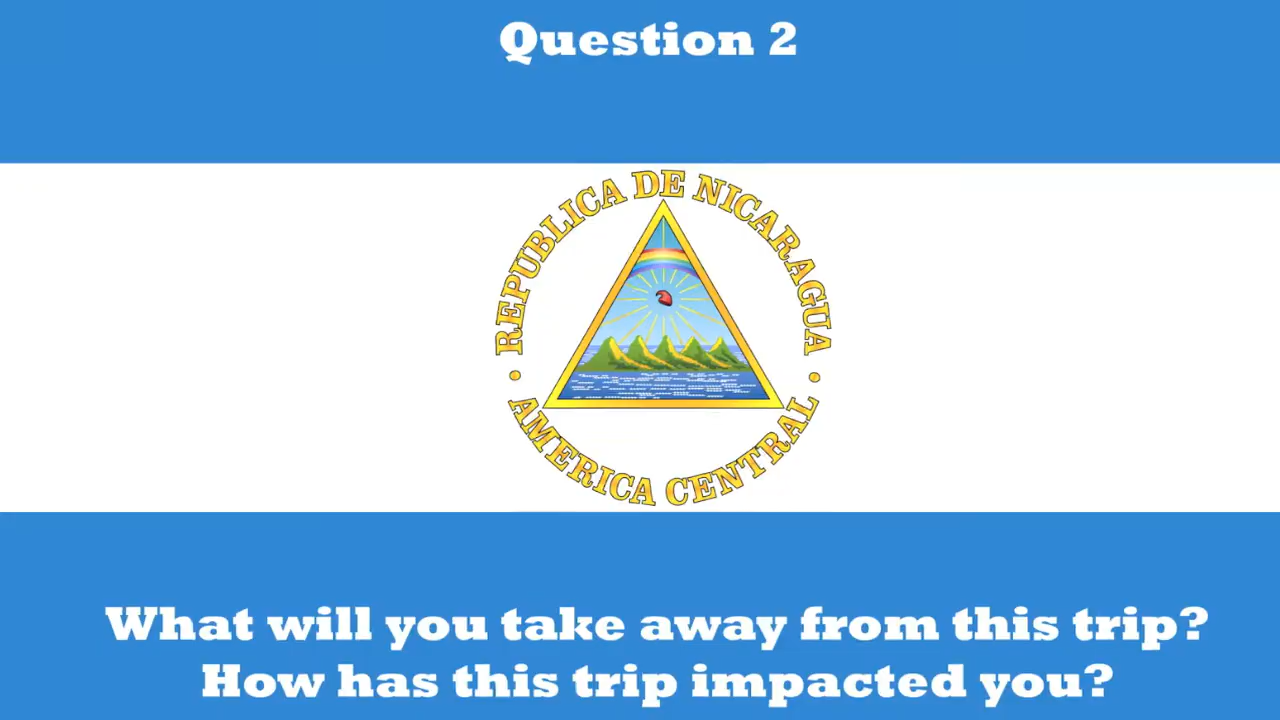 Question 2
REPUBLICA DE NICARAGUA
AMERICA CENTRAL
What will you take away from this trip?
How has this trip impacted you?